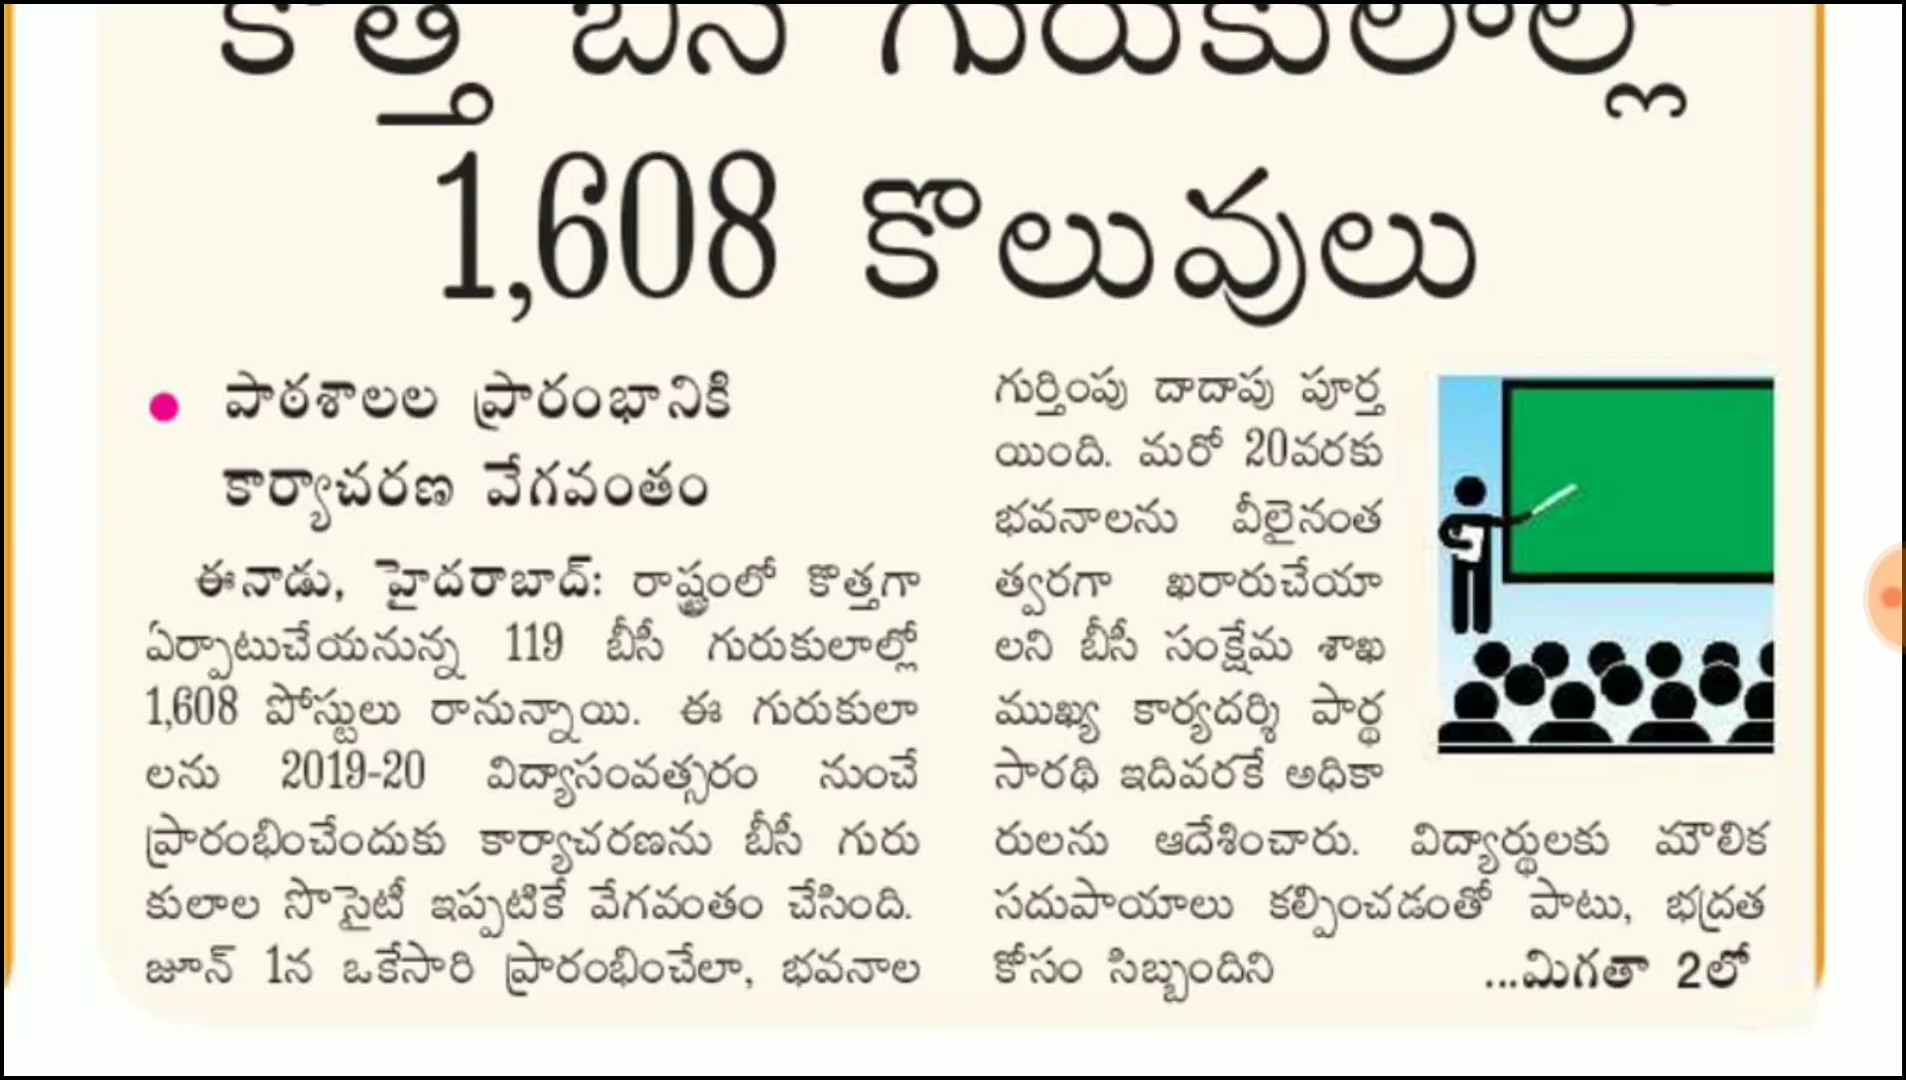 కొత్త బీసీ గురుకులాల్లో
1,608 కొలువులు
పాఠశాలల ప్రారంభానికి
కార్యాచరణ వేగవంతం
ఈనాడు, హైదరాబాద్: రాష్ట్రంలో కొత్తగా
ఏర్పాటుచేయనున్న 119 బీసీ గురుకులాల్లో
1,608 పోస్టులు రానున్నాయి. ఈ గురుకులా
లను 2019-20 విద్యాసంవత్సరం నుంచే
ప్రారంభించేందుకు కార్యాచరణను బీసీ గురు
కులాల సొసైటీ ఇప్పటికే వేగవంతం చేసింది.
జూన్ 1న ఒకేసారి ప్రారంభించేలా, భవనాల
గుర్తింపు దాదాపు పూర్త
యింది. మరో 20వరకు
భవనాలను వీలైనంత
త్వరగా ఖరారుచేయా
లని బీసీ సంక్షేమ శాఖ
ముఖ్య కార్యదర్శి పార్థ
సారథి ఇదివరకే అధికా
రులను ఆదేశించారు. విద్యార్థులకు మౌలిక
సదుపాయాలు కల్పించడంతో పాటు, భద్రత
కోసం సిబ్బందిని ...మిగతా 2లో